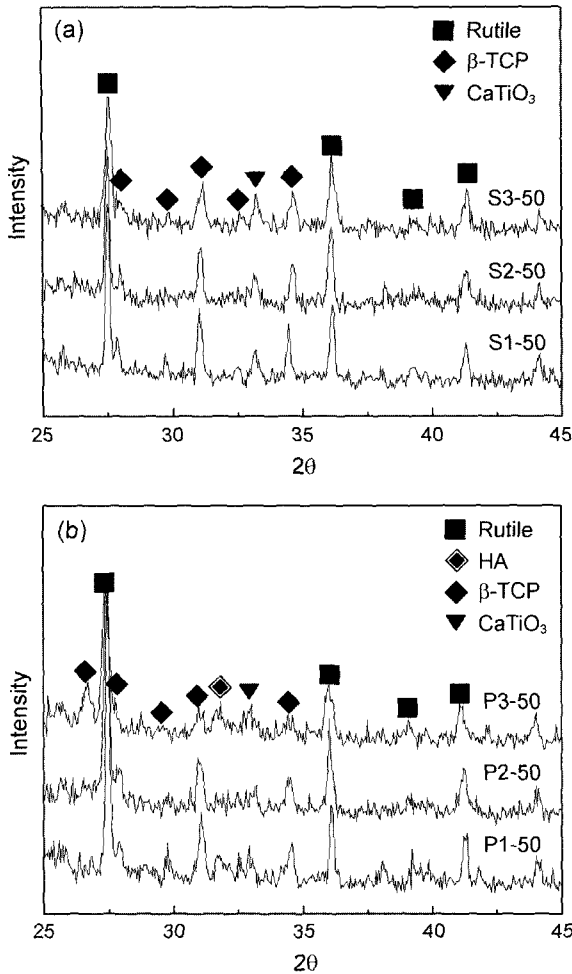 (a)
Rutile
β-TCP
CaTiO₃
Intensity
S3-50
S2-50
S1-50
25 30 35 40 45
2θ
(b)
Rutile
HA
β-TCP
CaTiO₃
Intensity
P3-50
P2-50
P1-50
25 30 35 40 45
2θ